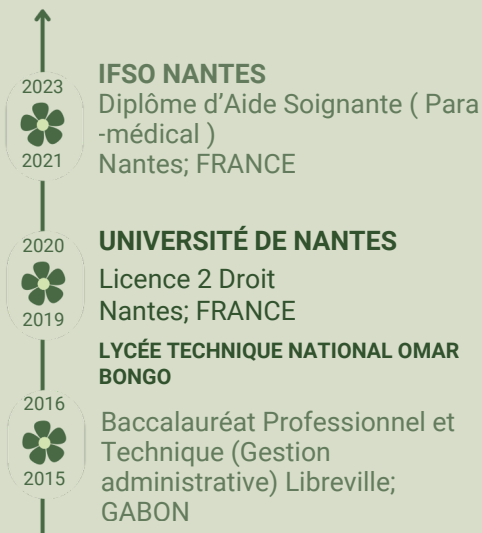 2023
2021
IFSO NANTES
Diplôme d'Aide Soignante ( Para
-médical )
Nantes; FRANCE
2020
2019
UNIVERSITÉ DE NANTES
Licence 2 Droit
Nantes; FRANCE
LYCÉE TECHNIQUE NATIONAL OMAR
BONGO
2016
2015
Baccalauréat Professionnel et
Technique (Gestion
administrative) Libreville;
GABON